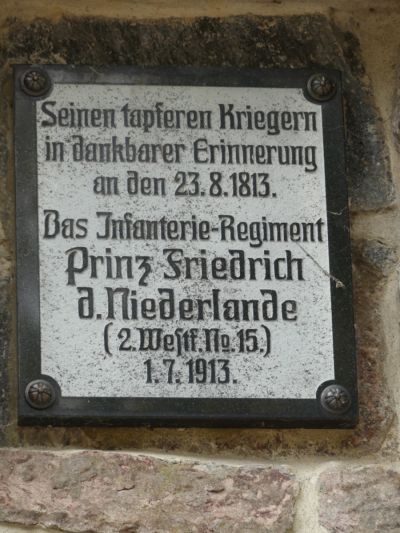 Seinen tapferen Kriegern
in dankbarer Erinnerung
an den 23.8.1813.
Das Infanterie-Regiment
Prinz Friedrich
d. Niederlande
(2. Westf. No. 15.)
1.7.1913.